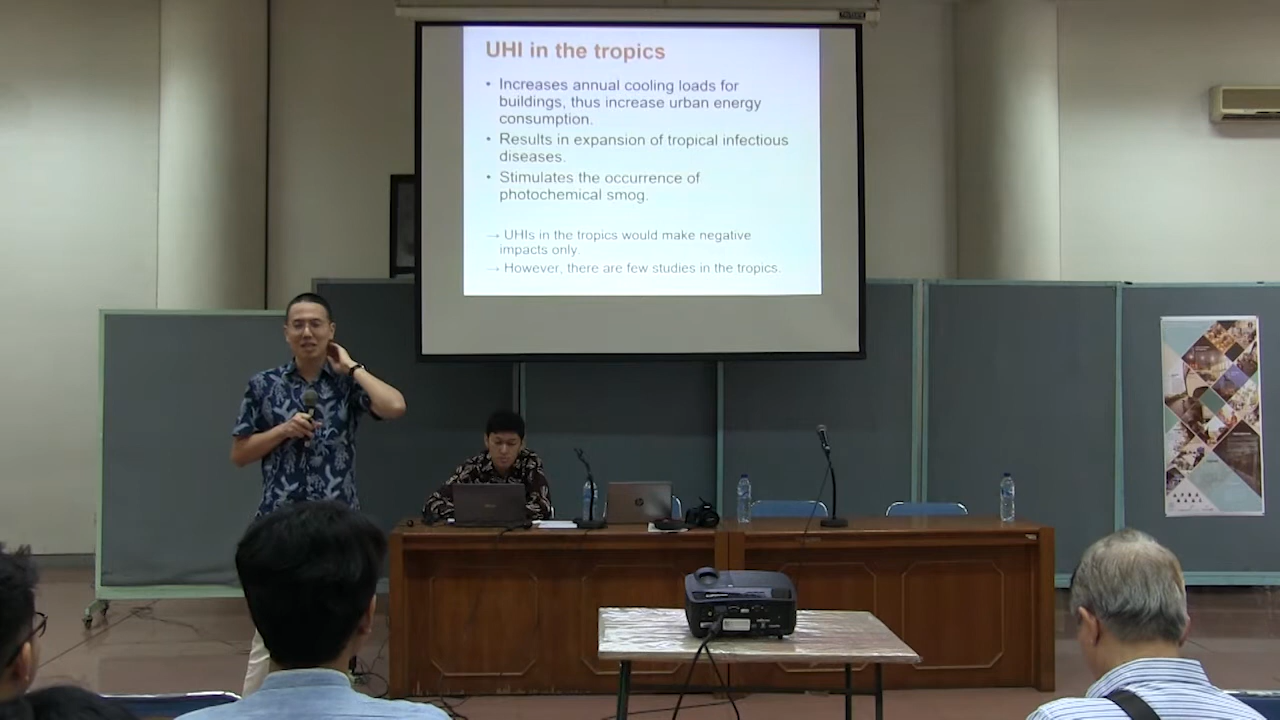 UHI in the tropics
• Increases annual cooling loads for
buildings, thus increase urban energy
consumption.
• Results in expansion of tropical infectious
diseases.
• Stimulates the occurrence of
photochemical smog.
→ UHIs in the tropics would make negative
impacts only.
→ However, there are few studies in the tropics.